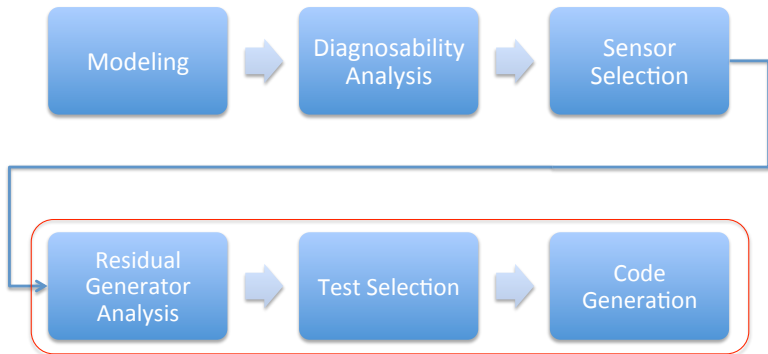 Modeling
Diagnosability
Analysis
Sensor
Selection
Residual
Generator
Analysis
Test Selection
Code
Generation